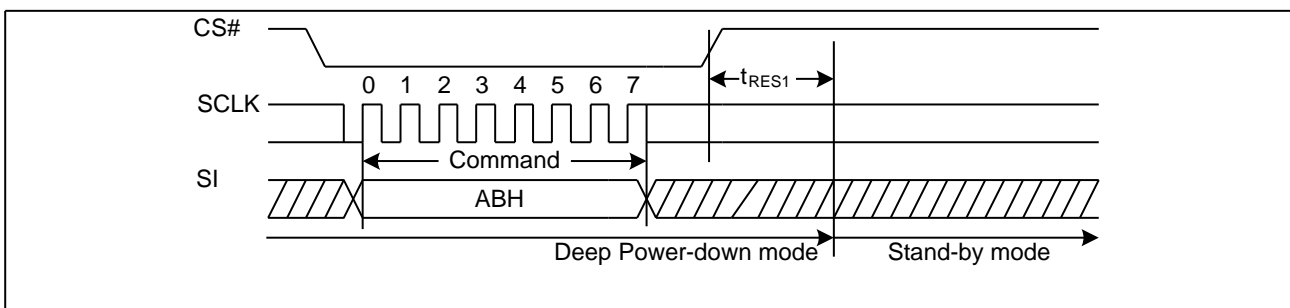 CS#
tRES1
0 1 2 3 4 5 6 7
SCLK
Command
SI
ABH
Deep Power-down mode Stand-by mode